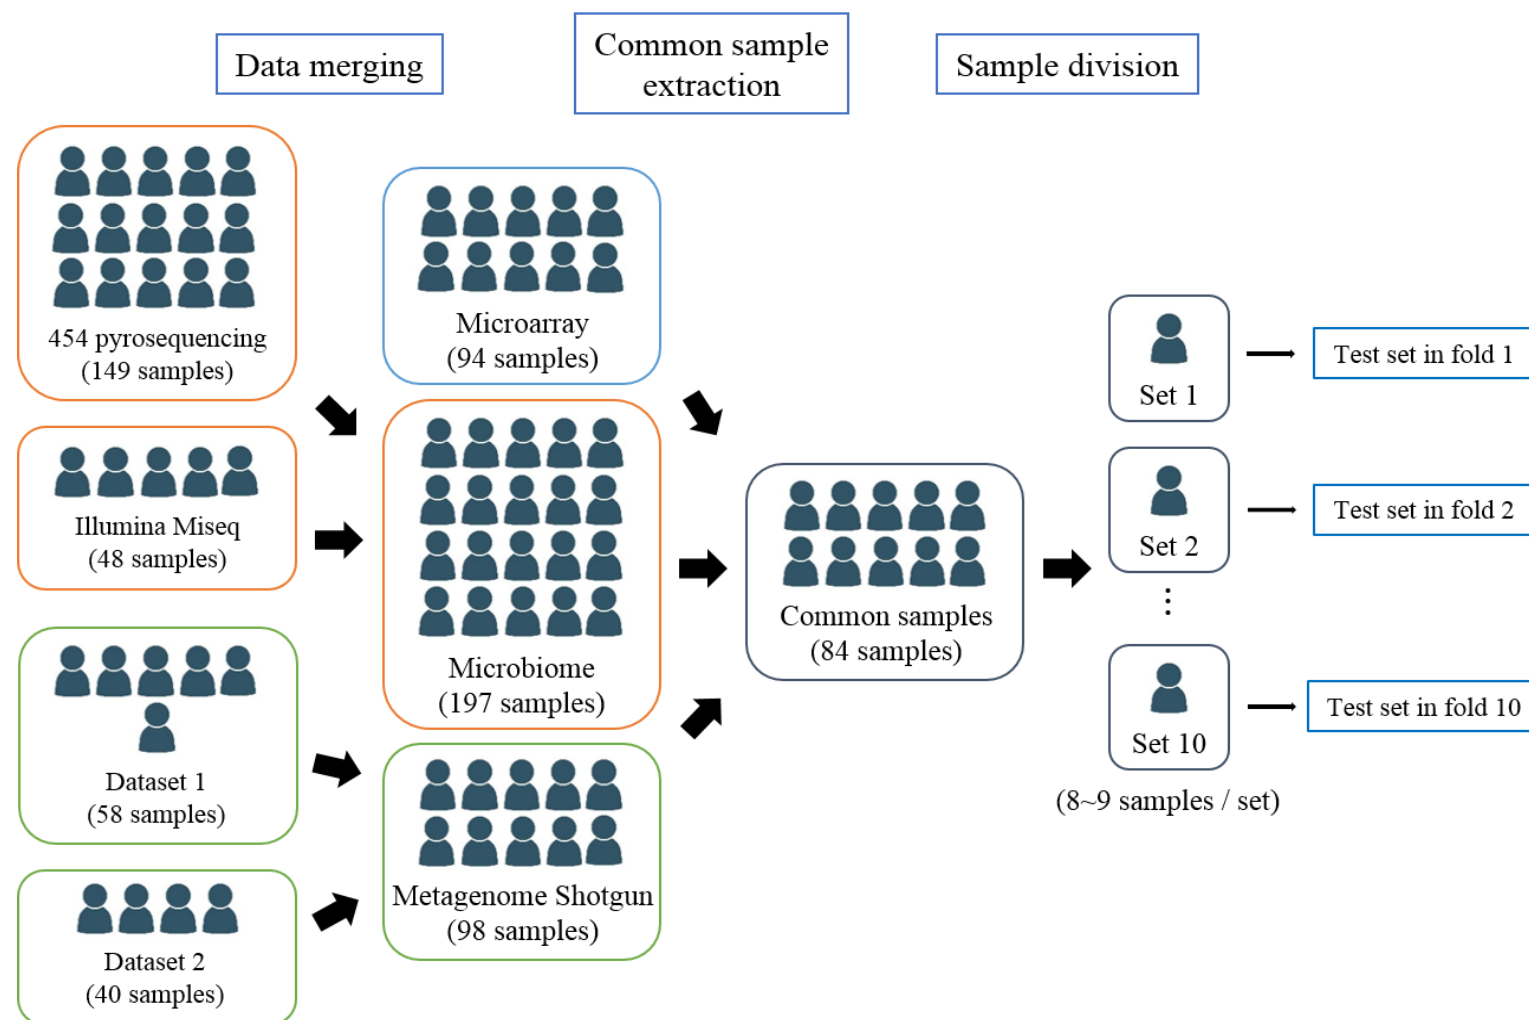 Data merging
Common sample
extraction
Sample division
454 pyrosequencing
(149 samples)
Illumina Miseq
(48 samples)
Dataset 1
(58 samples)
Dataset 2
(40 samples)
Microarray
(94 samples)
Microbiome
(197 samples)
Metagenome Shotgun
(98 samples)
Common samples
(84 samples)
Set 1
Test set in fold 1
Set 2
Test set in fold 2
⋮
Set 10
Test set in fold 10
(8~9 samples / set)